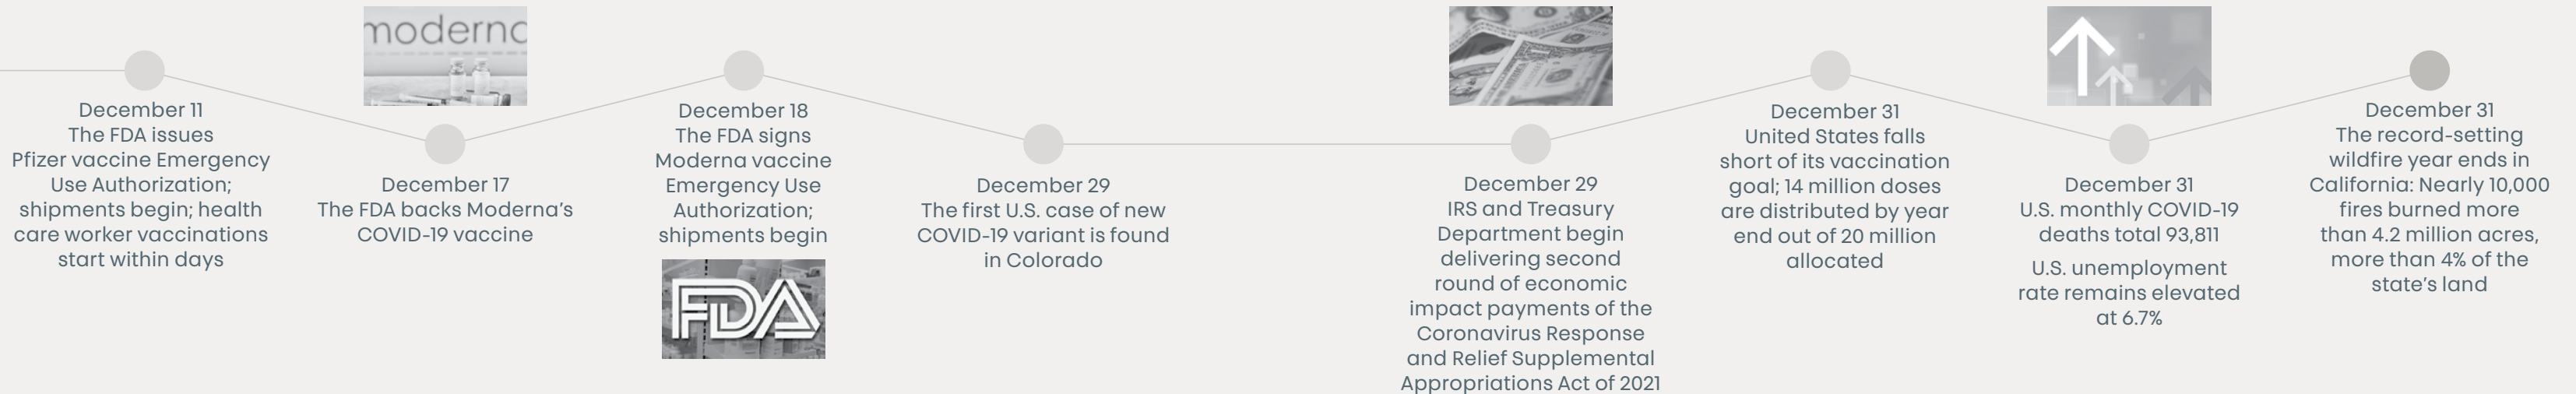 moderna
December 11
The FDA issues
Pfizer vaccine Emergency
Use Authorization;
shipments begin; health
care worker vaccinations
start within days
December 17
The FDA backs Moderna’s
COVID-19 vaccine
December 18
The FDA signs
Moderna vaccine
Emergency Use
Authorization;
shipments begin
FDA
December 29
The first U.S. case of new
COVID-19 variant is found
in Colorado
December 29
IRS and Treasury
Department begin
delivering second
round of economic
impact payments of the
Coronavirus Response
and Relief Supplemental
Appropriations Act of 2021
December 31
United States falls
short of its vaccination
goal; 14 million doses
are distributed by year
end out of 20 million
allocated
December 31
U.S. monthly COVID-19
deaths total 93,811
U.S. unemployment
rate remains elevated
at 6.7%
December 31
The record-setting
wildfire year ends in
California: Nearly 10,000
fires burned more
than 4.2 million acres,
more than 4% of the
state’s land